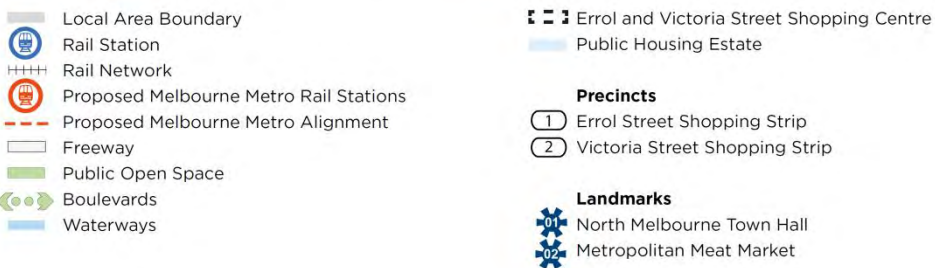 Local Area Boundary
Rail Station
Rail Network
Proposed Melbourne Metro Rail Stations
Proposed Melbourne Metro Alignment
Freeway
Public Open Space
Boulevards
Waterways
Errol and Victoria Street Shopping Centre
Public Housing Estate
Precincts
1 Errol Street Shopping Strip
2 Victoria Street Shopping Strip
Landmarks
01 North Melbourne Town Hall
02 Metropolitan Meat Market